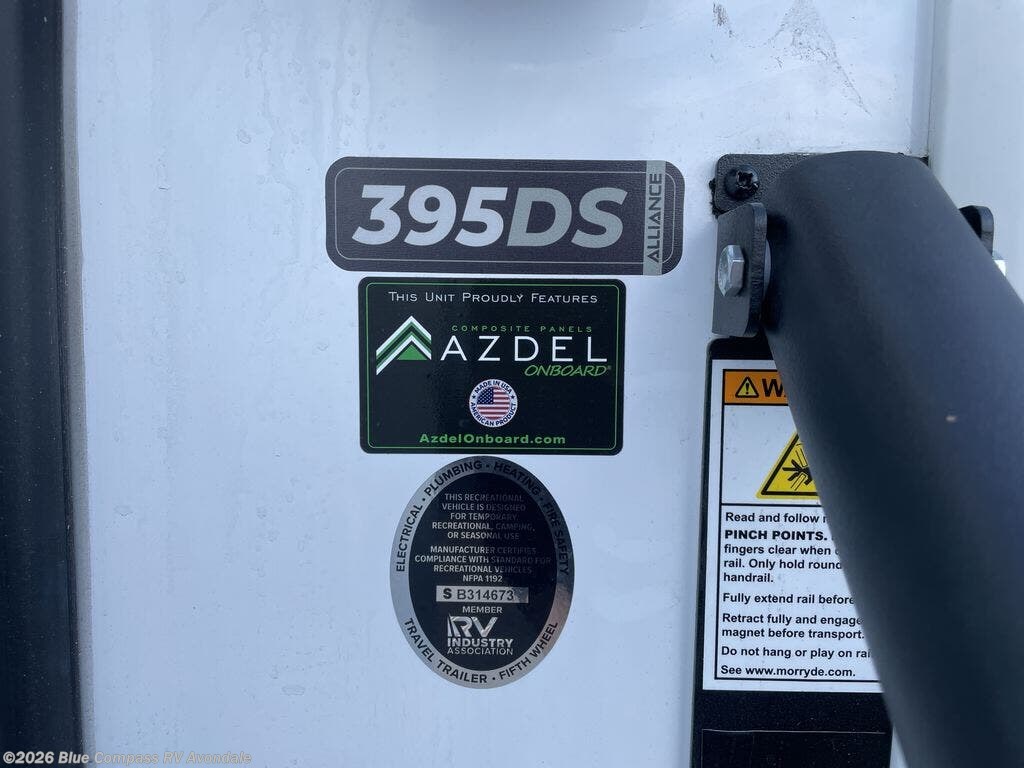 395DS
ALLIANCE
THIS UNIT PROUDLY FEATURES
COMPOSITE PANELS
AZDEL
ONBOARD®
MADE IN USA
AMERICAN PRODUCT
AzdelOnboard.com
ELECTRICAL • PLUMBING • HEATING • FIRE SAFETY
THIS RECREATIONAL
VEHICLE IS DESIGNED
FOR TEMPORARY,
RECREATIONAL, CAMPING,
OR SEASONAL USE
MANUFACTURER CERTIFIES
COMPLIANCE WITH STANDARD FOR
RECREATIONAL VEHICLES
NFPA 1192
S B314673
MEMBER
RV
INDUSTRY
ASSOCIATION
TRAVEL TRAILER • FIFTH WHEEL
Read and follow
PINCH POINTS.
fingers clear when
rail. Only hold round
handrail.
Fully extend rail before
Retract fully and engage
magnet before transport.
Do not hang or play on
See www.morryde.com.
©2026 Blue Compass RV Avondale